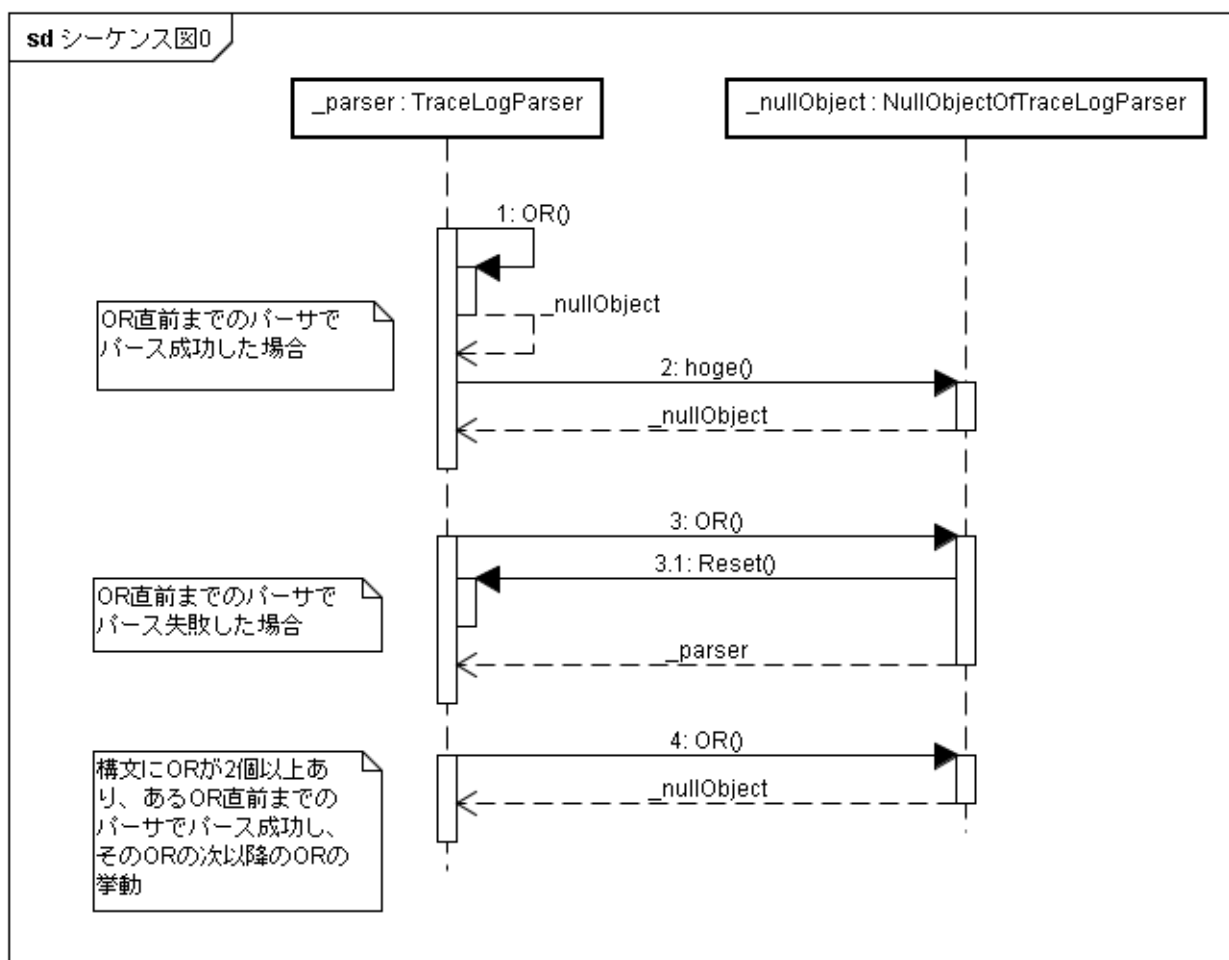 sd シーケンス図0
_parser : TraceLogParser
_nullObject : NullObjectOfTraceLogParser
1: OR()
_nullObject
OR直前までのパーサで
パース成功した場合
2: hoge()
_nullObject
3: OR()
3.1: Reset()
OR直前までのパーサで
パース失敗した場合
_parser
4: OR()
_nullObject
構文にORが2個以上あ
り、あるOR直前までの
パーサでパース成功し、
そのORの次以降のORの
挙動